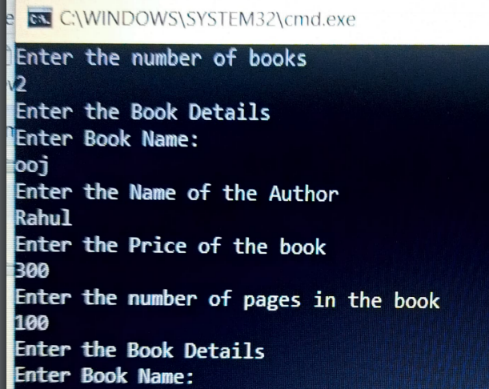 C:\WINDOWS\SYSTEM32\cmd.exe
Enter the number of books
2
Enter the Book Details
Enter Book Name:
ooj
Enter the Name of the Author
Rahul
Enter the Price of the book
300
Enter the number of pages in the book
100
Enter the Book Details
Enter Book Name: